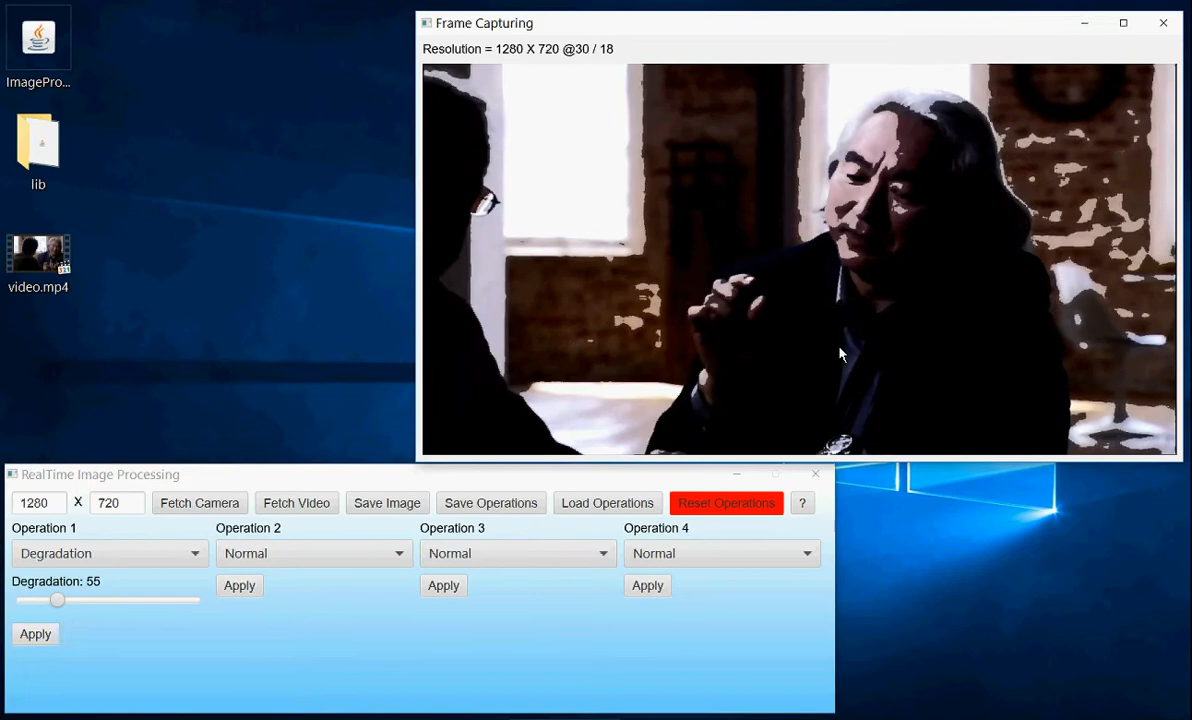 ImagePro...
lib
video.mp4
321
Frame Capturing
Resolution = 1280 X 720 @30 / 18
RealTime Image Processing
1280 X 720 Fetch Camera Fetch Video Save Image Save Operations Load Operations Reset Operations ?
Operation 1 Operation 2 Operation 3 Operation 4
Degradation Normal Normal Normal
Degradation: 55
Apply Apply Apply
Apply